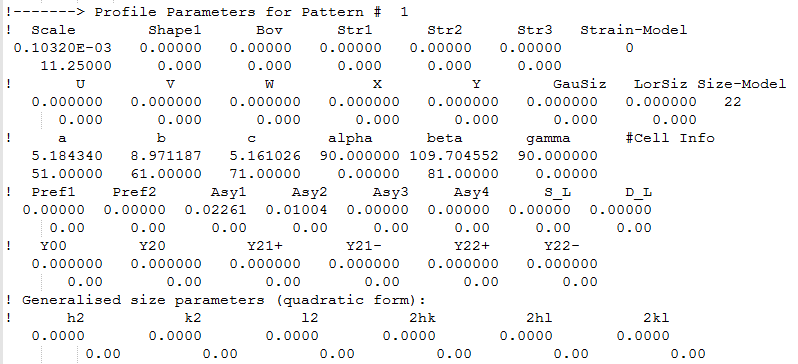 !-------> Profile Parameters for Pattern #  1
!  Scale        Shape1      Bov      Str1      Str2      Str3   Strain-Model
 0.10320E-03   0.00000   0.00000   0.00000   0.00000   0.00000       0
    11.25000     0.000     0.000     0.000     0.000     0.000
!       U         V          W          X          Y        GauSiz   LorSiz Size-Model
   0.000000   0.000000   0.000000   0.000000   0.000000   0.000000   0.000000   22
      0.000      0.000      0.000      0.000      0.000      0.000      0.000
!     a          b         c        alpha      beta       gamma      #Cell Info
   5.184340   8.971187   5.161026  90.000000 109.704552  90.000000
   51.00000   61.00000   71.00000    0.00000   81.00000    0.00000
!  Pref1    Pref2      Asy1     Asy2     Asy3     Asy4      S_L      D_L
  0.00000  0.00000  0.02261  0.01004  0.00000  0.00000  0.00000  0.00000
     0.00     0.00     0.00     0.00     0.00     0.00     0.00     0.00
!   Y00        Y20        Y21+       Y21-       Y22+       Y22-
   0.000000   0.000000   0.000000   0.000000   0.000000   0.000000
       0.00       0.00       0.00       0.00       0.00       0.00
! Generalised size parameters (quadratic form):
!      h2           k2           l2          2hk          2hl          2kl
   0.0000       0.0000       0.0000       0.0000       0.0000       0.0000
         0.00         0.00         0.00         0.00         0.00         0.00